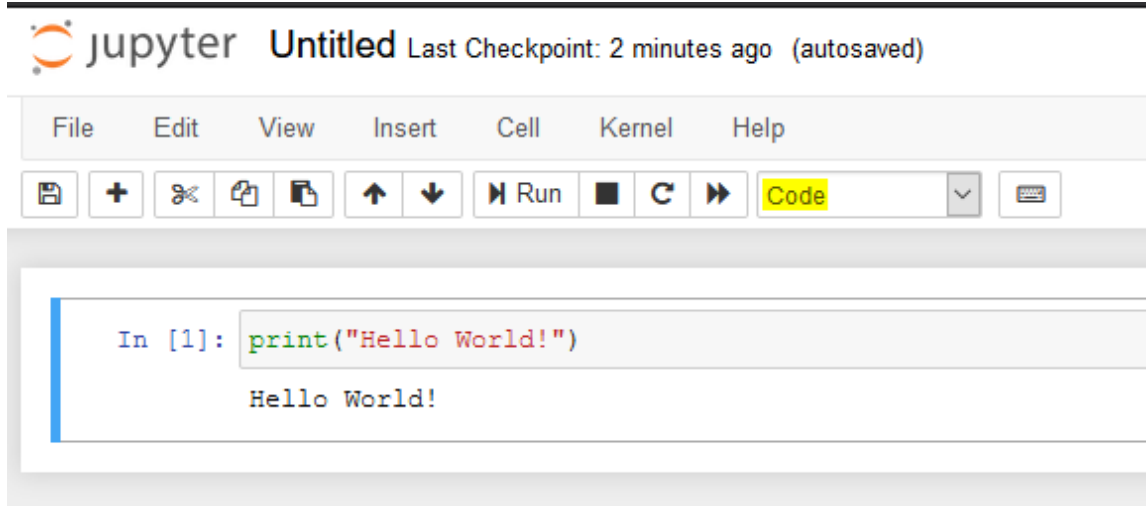 jupyter Untitled Last Checkpoint: 2 minutes ago (autosaved)
File Edit View Insert Cell Kernel Help
Run Code
In [1]: print("Hello World!")
Hello World!